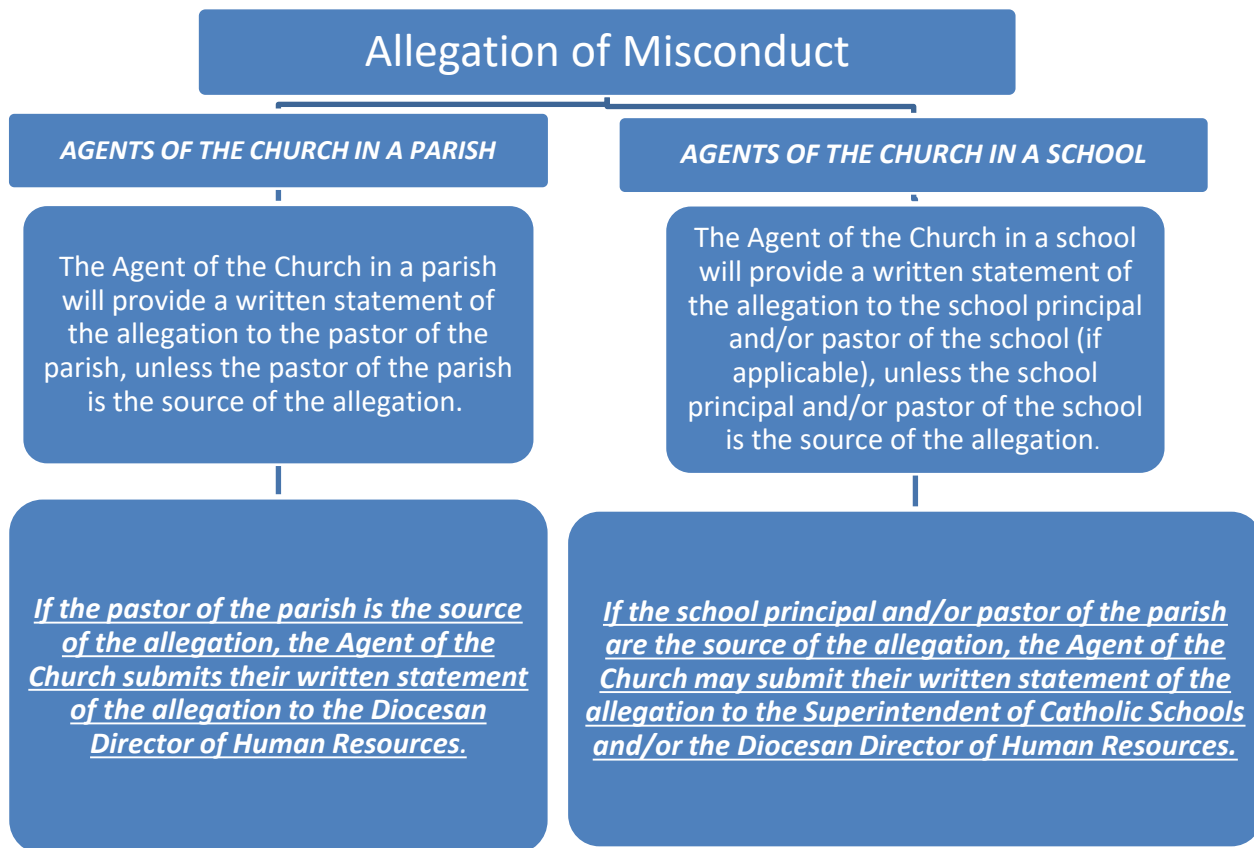 Allegation of Misconduct
AGENTS OF THE CHURCH IN A PARISH
The Agent of the Church in a parish
will provide a written statement of
the allegation to the pastor of the
parish, unless the pastor of the parish
is the source of the allegation.
If the pastor of the parish is the source
of the allegation, the Agent of the
Church submits their written statement
of the allegation to the Diocesan
Director of Human Resources.
AGENTS OF THE CHURCH IN A SCHOOL
The Agent of the Church in a school
will provide a written statement of
the allegation to the school principal
and/or pastor of the school (if
applicable), unless the school
principal and/or pastor of the school
is the source of the allegation.
If the school principal and/or pastor of the parish
are the source of the allegation, the Agent of the
Church may submit their written statement of the
allegation to the Superintendent of Catholic Schools
and/or the Diocesan Director of Human Resources.